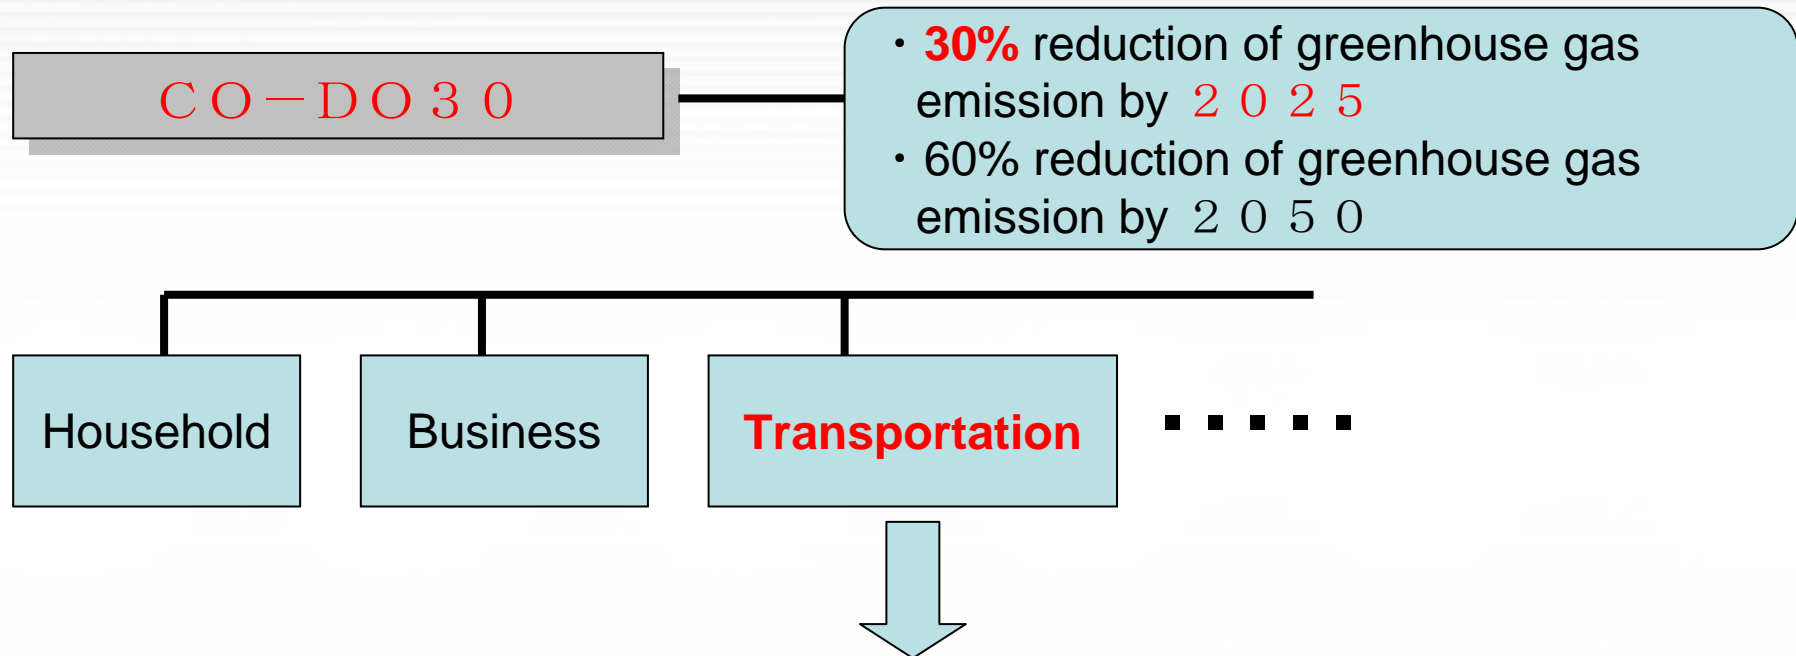 ＣＯ－ＤＯ３０
・30% reduction of greenhouse gas
emission by ２０２５
・60% reduction of greenhouse gas
emission by ２０５０
Household
Business
Transportation